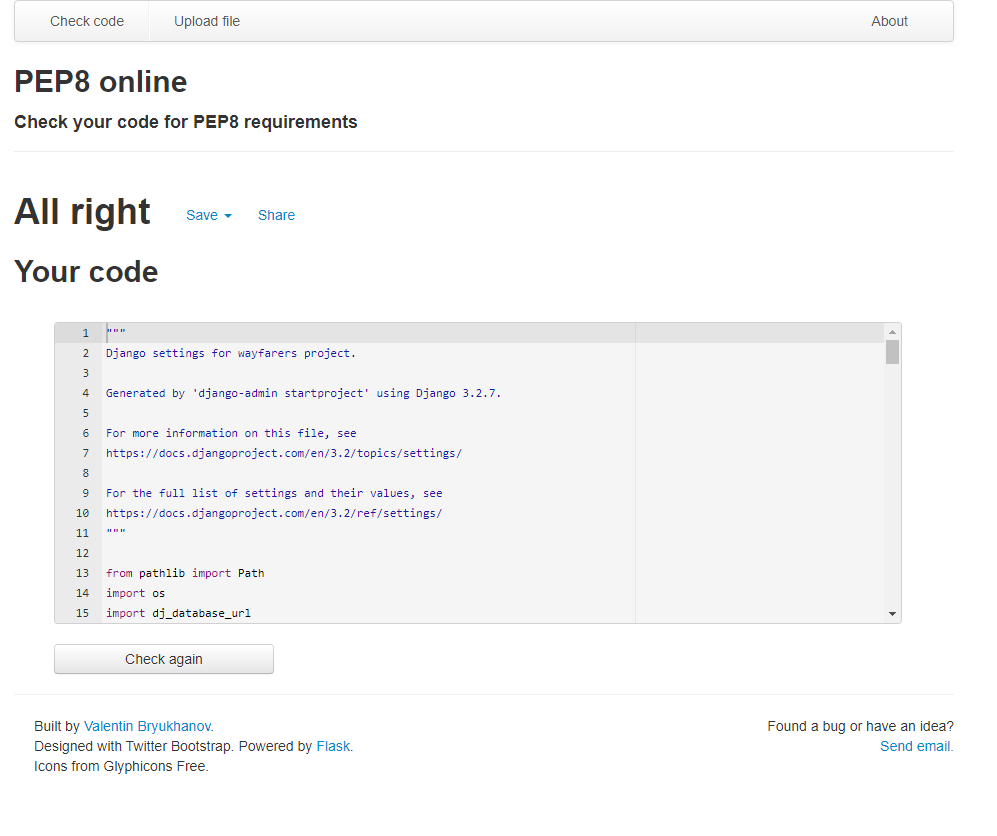 Check code Upload file About
PEP8 online
Check your code for PEP8 requirements
All right Save Share
Your code
1 """
2 Django settings for wayfarers project.
3
4 Generated by 'django-admin startproject' using Django 3.2.7.
5
6 For more information on this file, see
7 https://docs.djangoproject.com/en/3.2/topics/settings/
8
9 For the full list of settings and their values, see
10 https://docs.djangoproject.com/en/3.2/ref/settings/
11 """
12
13 from pathlib import Path
14 import os
15 import dj_database_url
Check again
Built by Valentin Bryukhanov. Found a bug or have an idea?
Designed with Twitter Bootstrap. Powered by Flask. Send email.
Icons from Glyphicons Free.